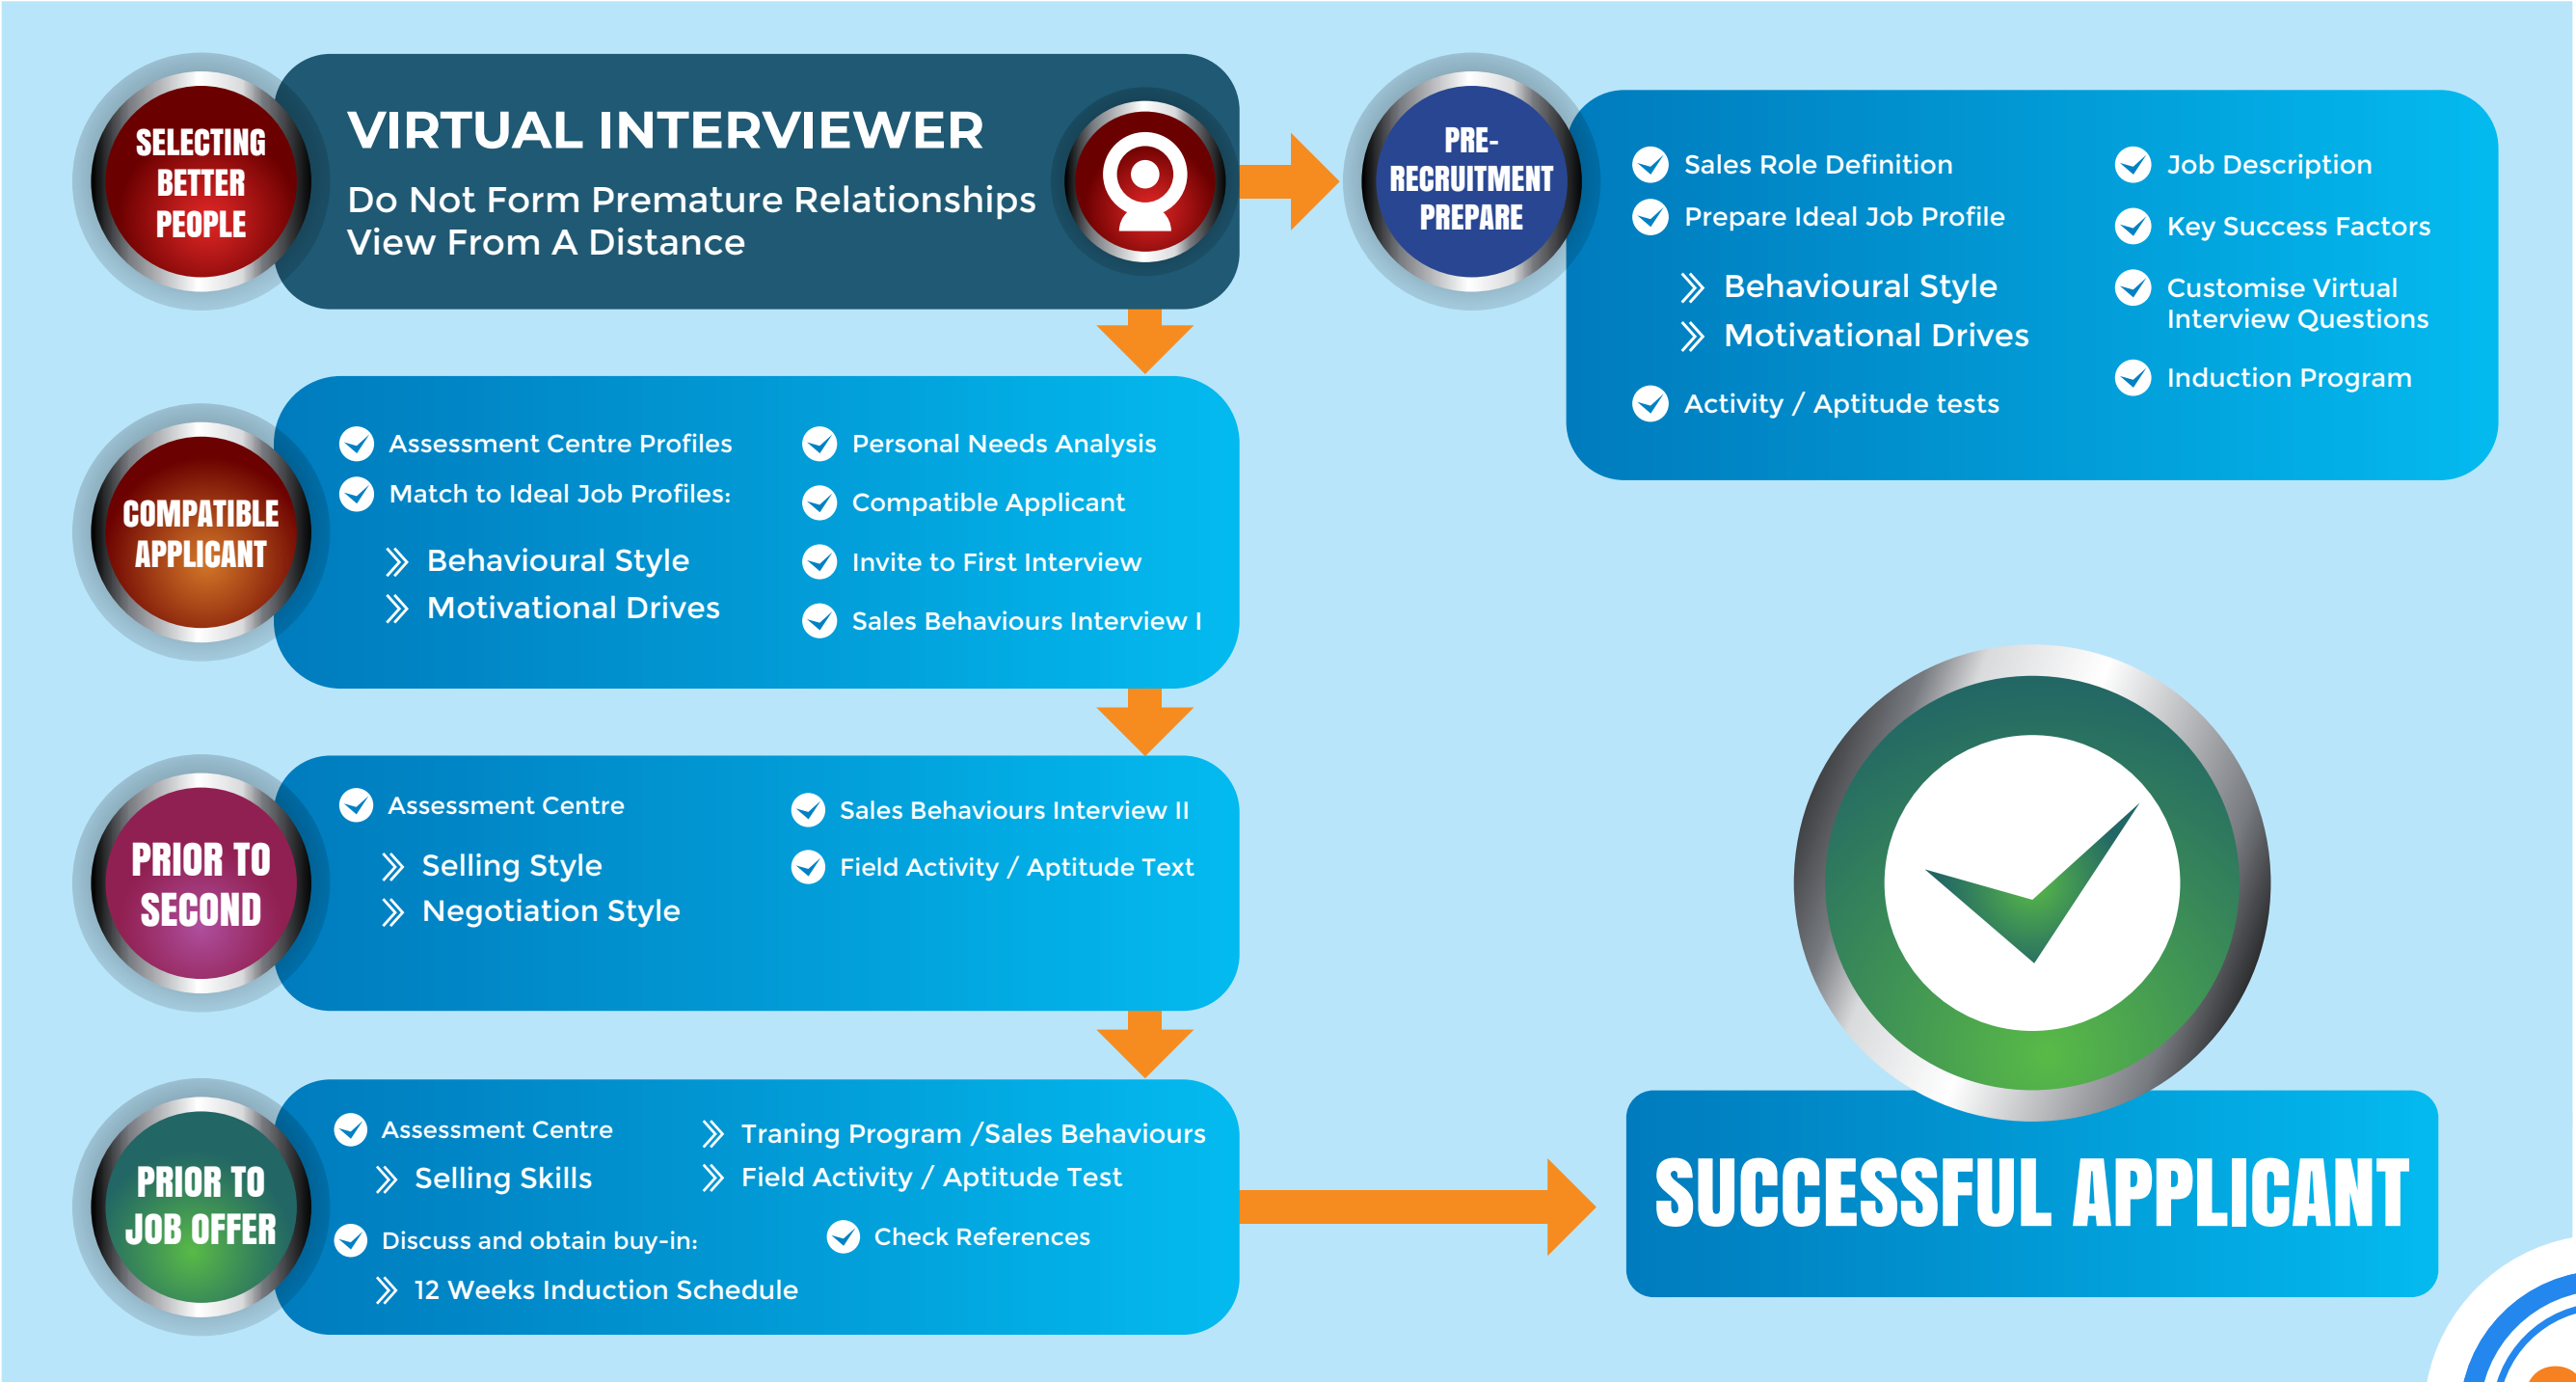 SELECTING
BETTER
PEOPLE
VIRTUAL INTERVIEWER
Do Not Form Premature Relationships
View From A Distance
PRE-
RECRUITMENT
PREPARE
Sales Role Definition
Prepare Ideal Job Profile
Behavioural Style
Motivational Drives
Activity / Aptitude tests
Job Description
Key Success Factors
Customise Virtual
Interview Questions
Induction Program
COMPATIBLE
APPLICANT
Assessment Centre Profiles
Match to Ideal Job Profiles:
Behavioural Style
Motivational Drives
Personal Needs Analysis
Compatible Applicant
Invite to First Interview
Sales Behaviours Interview I
PRIOR TO
SECOND
Assessment Centre
Selling Style
Negotiation Style
Sales Behaviours Interview II
Field Activity / Aptitude Text
PRIOR TO
JOB OFFER
Assessment Centre
Selling Skills
Traning Program /Sales Behaviours
Field Activity / Aptitude Test
Discuss and obtain buy-in:
12 Weeks Induction Schedule
Check References
SUCCESSFUL APPLICANT